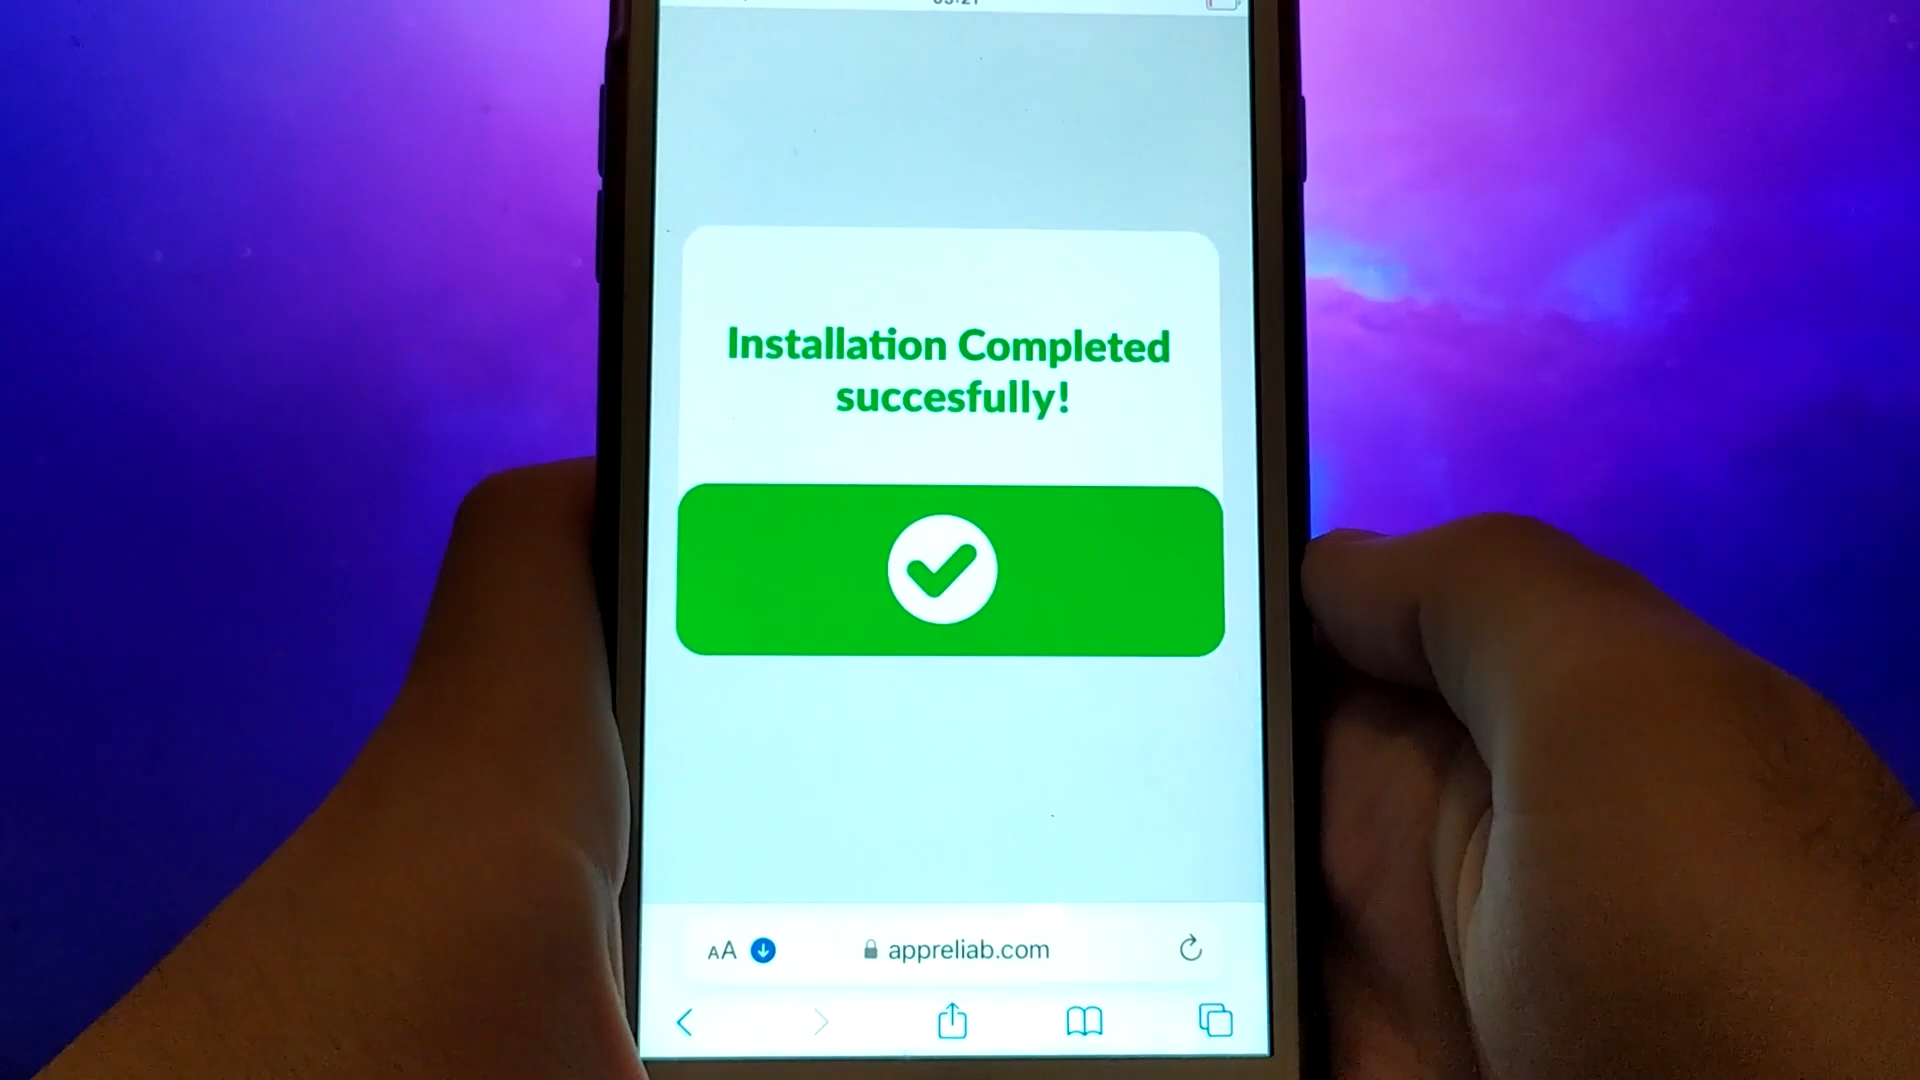 Installation Completed
succesfully!
AA
appreliab.com